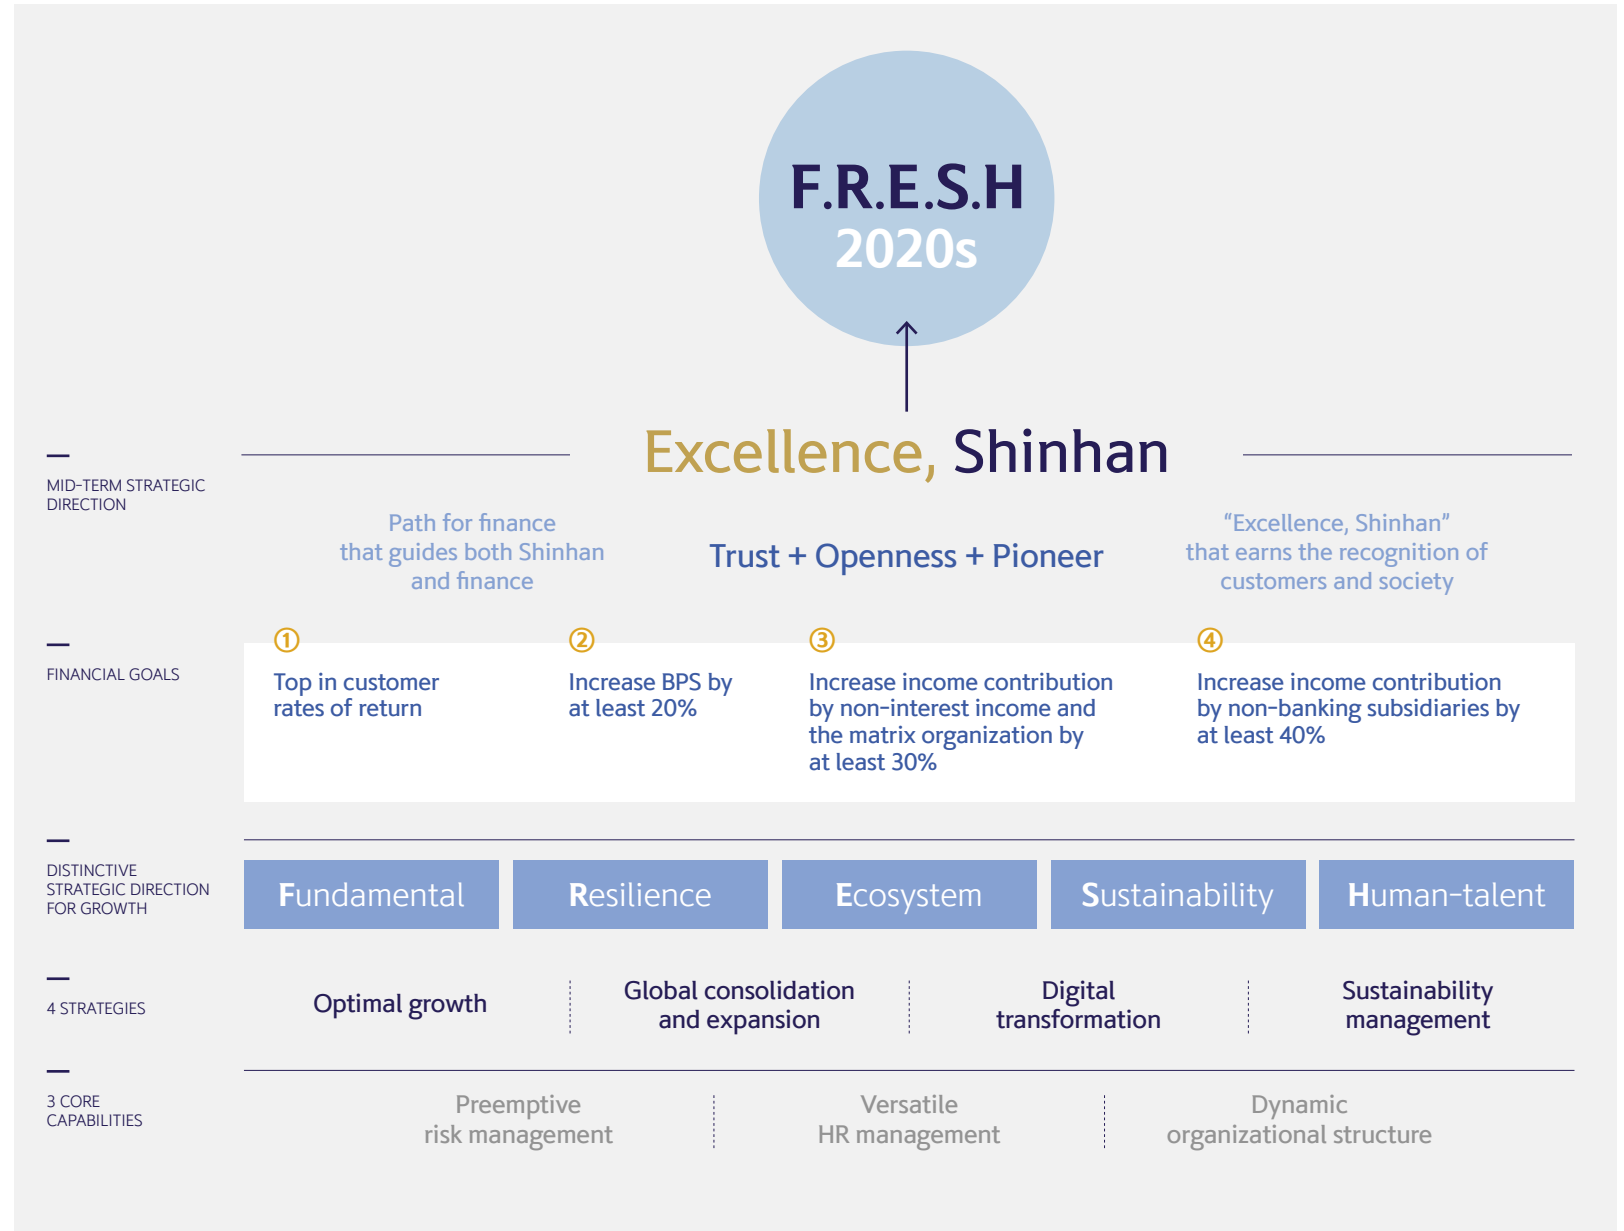 F.R.E.S.H
2020s
Excellence, Shinhan
MID-TERM STRATEGIC
DIRECTION
Path for finance
that guides both Shinhan
and finance
Trust + Openness + Pioneer
“Excellence, Shinhan”
that earns the recognition of
customers and society
FINANCIAL GOALS
①
Top in customer
rates of return
②
Increase BPS by
at least 20%
③
Increase income contribution
by non-interest income and
the matrix organization by
at least 30%
④
Increase income contribution
by non-banking subsidiaries by
at least 40%
DISTINCTIVE
STRATEGIC DIRECTION
FOR GROWTH
Fundamental
Resilience
Ecosystem
Sustainability
Human-talent
4 STRATEGIES
Optimal growth
Global consolidation
and expansion
Digital
transformation
Sustainability
management
3 CORE
CAPABILITIES
Preemptive
risk management
Versatile
HR management
Dynamic
organizational structure